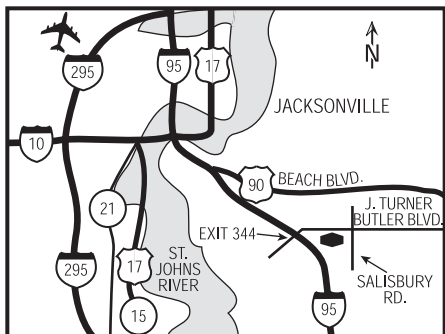 295
95
17
N
JACKSONVILLE
10
90
BEACH BLVD.
21
J. TURNER
BUTLER BLVD.
EXIT 344
295
17
ST.
JOHNS
RIVER
SALISBURY
RD.
15
95